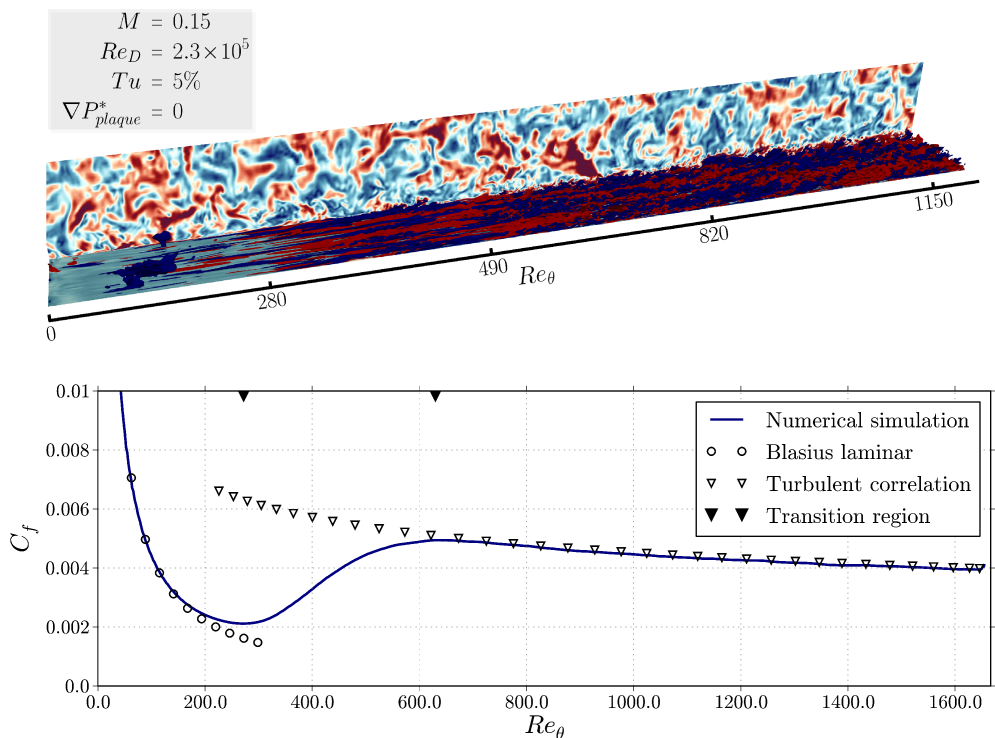 M = 0.15
Re_D = 2.3×10^5
Tu = 5%
∇P*_plaque = 0
0
280
490
820
1150
Re_θ
0.01
0.008
0.006
0.004
0.002
0.0
C_f
Numerical simulation
Blasius laminar
Turbulent correlation
Transition region
0.0 200.0 400.0 600.0 800.0 1000.0 1200.0 1400.0 1600.0
Re_θ